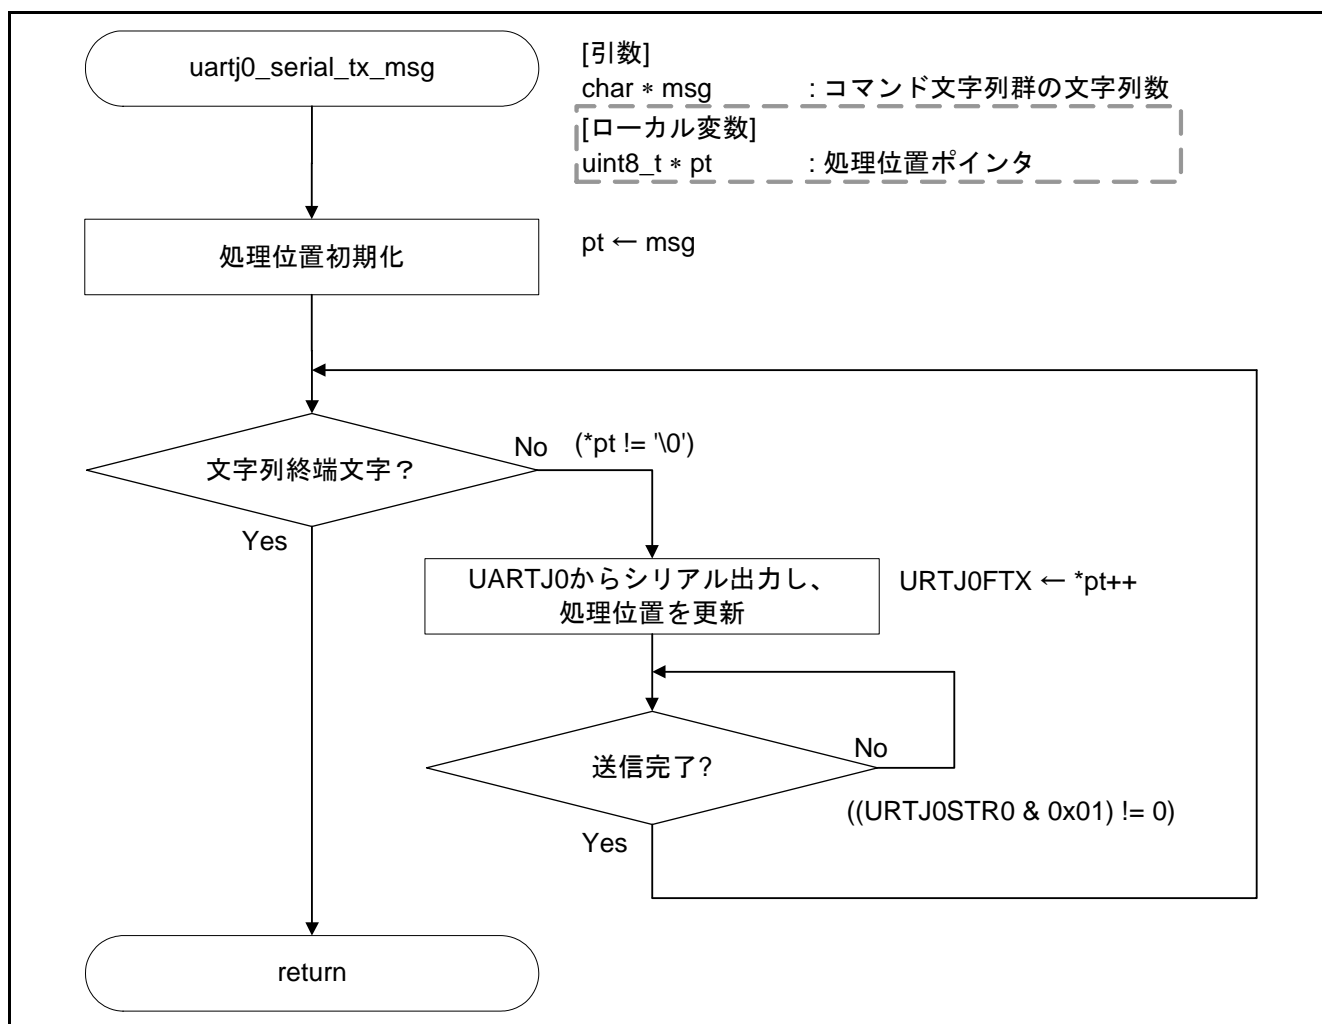 uartj0_serial_tx_msg
[引数]
char * msg : コマンド文字列群の文字列数
[ローカル変数]
uint8_t * pt : 処理位置ポインタ
処理位置初期化
pt ← msg
文字列終端文字？
No (*pt != '\0')
Yes
UARTJ0からシリアル出力し、
処理位置を更新
URTJ0FTX ← *pt++
送信完了?
No
((URTJ0STR0 & 0x01) != 0)
Yes
return